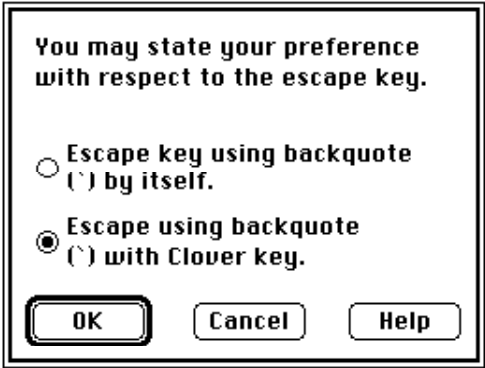 You may state your preference
with respect to the escape key.
Escape key using backquote
(`) by itself.
Escape using backquote
(`) with Clover key.
OK Cancel Help